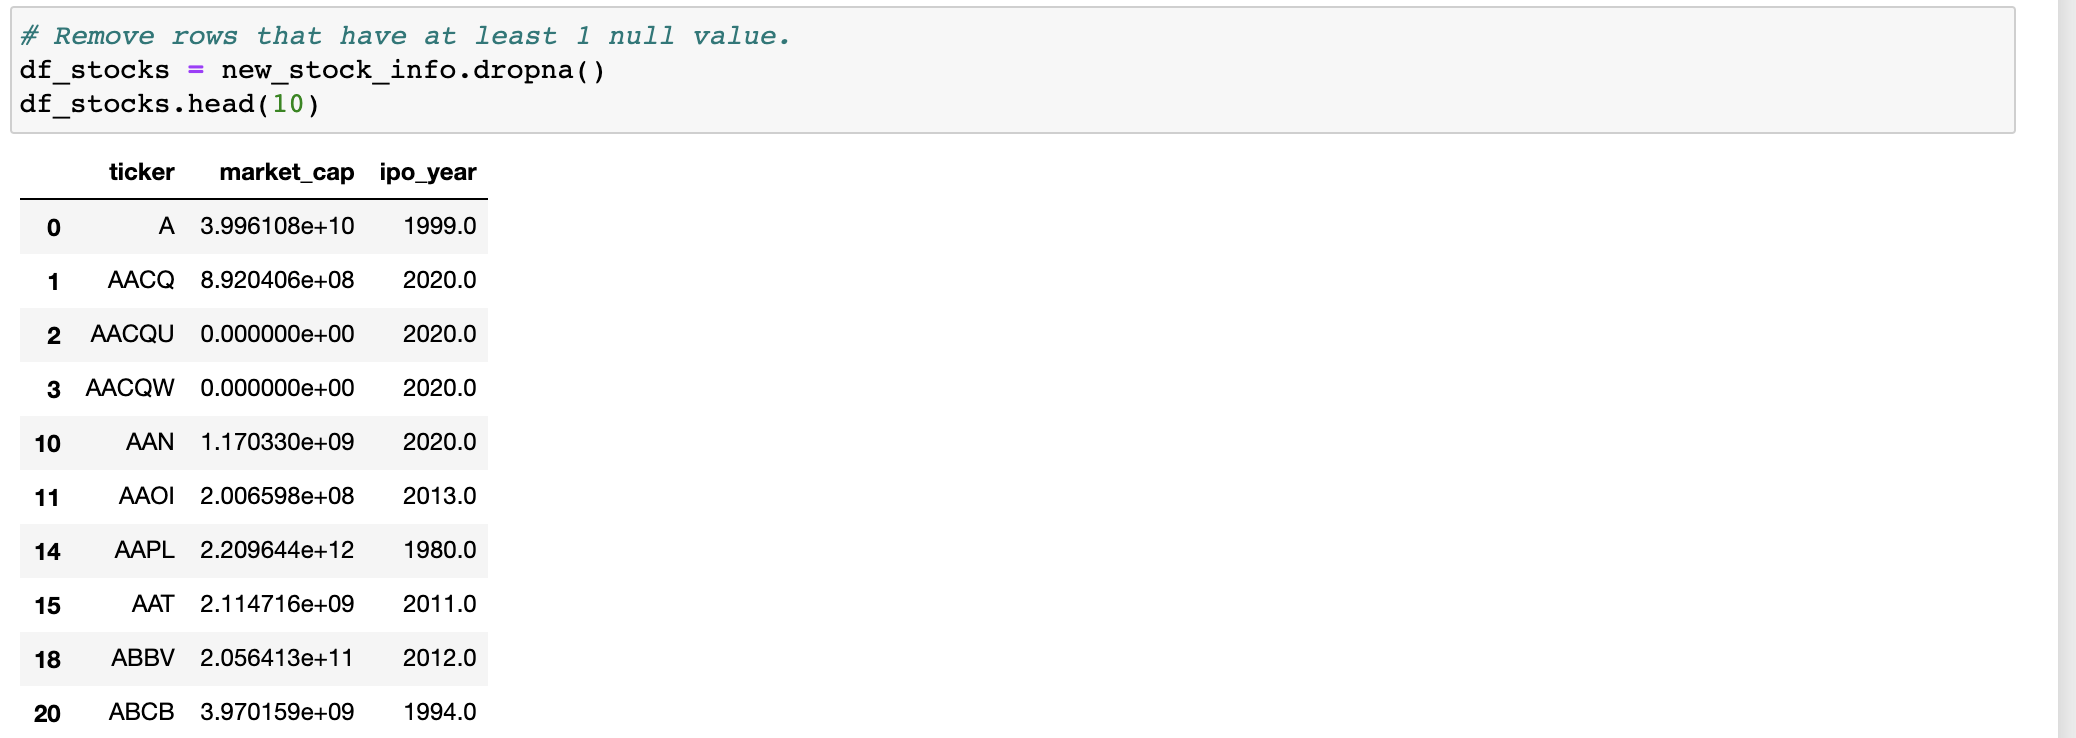 # Remove rows that have at least 1 null value.
df_stocks = new_stock_info.dropna()
df_stocks.head(10)
ticker market_cap ipo_year
0 A 3.996108e+10 1999.0
1 AACQ 8.920406e+08 2020.0
2 AACQU 0.000000e+00 2020.0
3 AACQW 0.000000e+00 2020.0
10 AAN 1.170330e+09 2020.0
11 AAOI 2.006598e+08 2013.0
14 AAPL 2.209644e+12 1980.0
15 AAT 2.114716e+09 2011.0
18 ABBV 2.056413e+11 2012.0
20 ABCB 3.970159e+09 1994.0